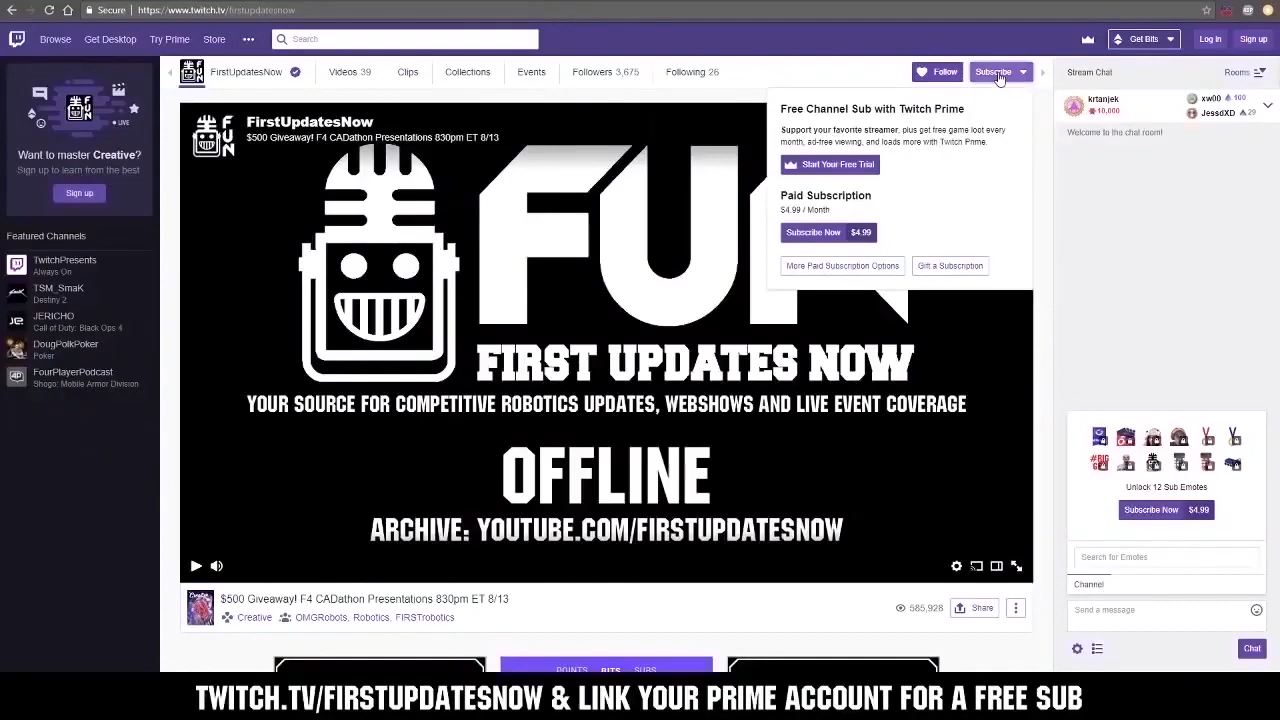 Secure
https://www.twitch.tv/firstupdatesnow
Browse
Get Desktop
Try Prime
Store
Search
Get Bits
Log in
Sign up
FirstUpdatesNow
Videos 39
Clips
Collections
Events
Followers 3,675
Following 26
Follow
Subscribe
Stream Chat
Rooms
FUN
LIVE
Want to master Creative?
Sign up to learn from the best
Sign up
Featured Channels
TwitchPresents
Always On
TSM_SmaK
Destiny 2
JERICHO
Call of Duty: Black Ops 4
DougPolkPoker
Poker
FourPlayerPodcast
Shogo: Mobile Armor Division
FUN
FirstUpdatesNow
$500 Giveaway! F4 CADathon Presentations 830pm ET 8/13
FUN
FIRST UPDATES NOW
YOUR SOURCE FOR COMPETITIVE ROBOTICS UPDATES, WEBSHOWS AND LIVE EVENT COVERAGE
OFFLINE
ARCHIVE: YOUTUBE.COM/FIRSTUPDATESNOW
Free Channel Sub with Twitch Prime
Support your favorite streamer, plus get free game loot every
month, ad-free viewing, and loads more with Twitch Prime.
Start Your Free Trial
Paid Subscription
$4.99 / Month
Subscribe Now $4.99
More Paid Subscription Options
Gift a Subscription
krtanjek
10,000
xw00 100
JessdXD 29
Welcome to the chat room!
Unlock 12 Sub Emotes
Subscribe Now $4.99
Search for Emotes
Channel
Send a message
Chat
$500 Giveaway! F4 CADathon Presentations 830pm ET 8/13
Creative
OMGRobots, Robotics, FIRSTrobotics
585,928
Share
POINTS BITS SUBS
TWITCH.TV/FIRSTUPDATESNOW & LINK YOUR PRIME ACCOUNT FOR A FREE SUB